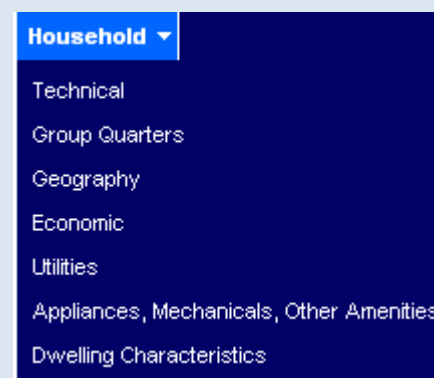 Household
Technical
Group Quarters
Geography
Economic
Utilities
Appliances, Mechanicals, Other Amenities
Dwelling Characteristics